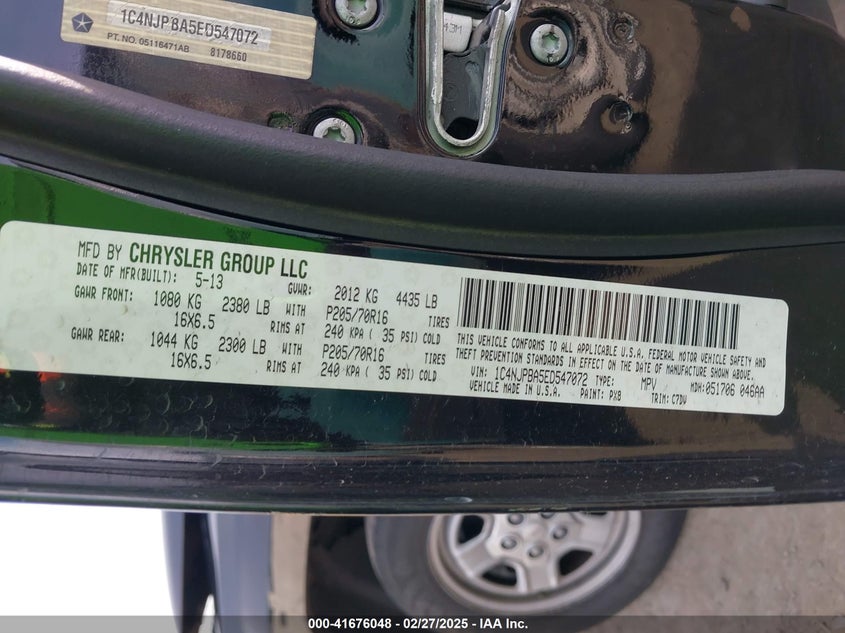 1C4NJPBA5ED547072
PT. NO. 05116471AB 8178660
43M
MFD BY CHRYSLER GROUP LLC
DATE OF MFR(BUILT): 5-13 GVWR: 2012 KG 4435 LB
GAWR FRONT: 1080 KG 2380 LB WITH P205/70R16 TIRES
16X6.5 RIMS AT 240 KPA ( 35 PSI) COLD
GAWR REAR: 1044 KG 2300 LB WITH P205/70R16 TIRES
16X6.5 RIMS AT 240 KPA ( 35 PSI) COLD
THIS VEHICLE CONFORMS TO ALL APPLICABLE U.S.A. FEDERAL MOTOR VEHICLE SAFETY AND
THEFT PREVENTION STANDARDS IN EFFECT ON THE DATE OF MANUFACTURE SHOWN ABOVE.
VIN: 1C4NJPBA5ED547072 TYPE: MPV MDH: 051706 046AA
VEHICLE MADE IN U.S.A. PAINT: PX8 TRIM: C7DV
000-41676048 — 02/27/2025 — IAA Inc.